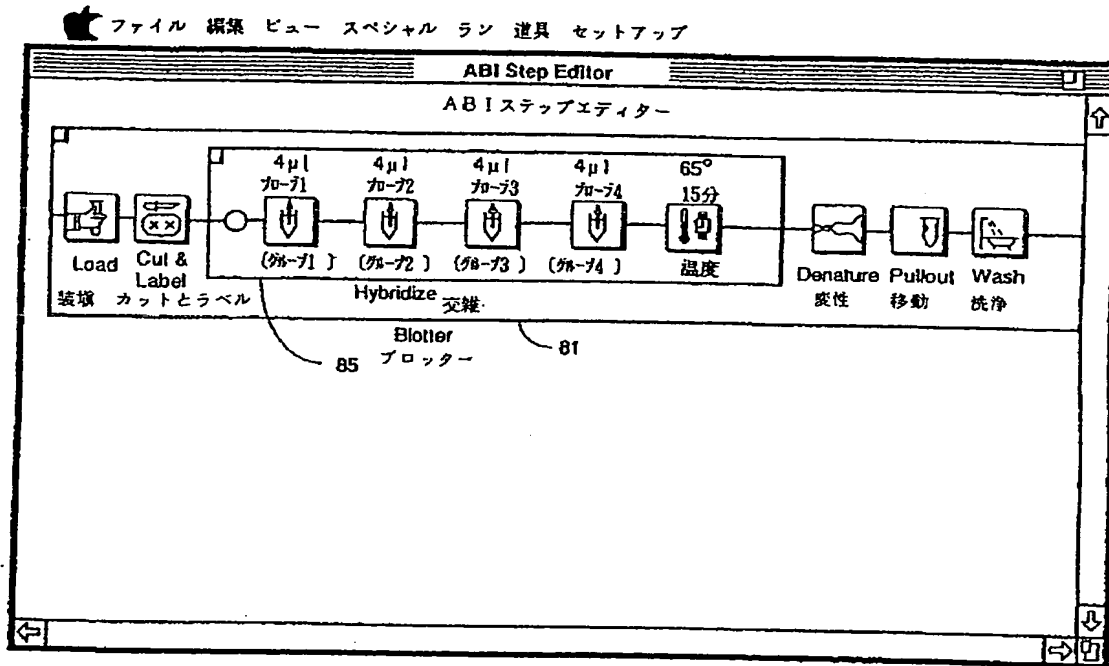 ファイル 編集 ビュー スペシャル ラン 道具 セットアップ
ABI Step Editor
ABIステップエディター
4μl 4μl 4μl 4μl 65°
プローブ1 プローブ2 プローブ3 プローブ4 15分
(グループ1) (グループ2) (グループ3) (グループ4) 温度
Load Cut & Label Denature Pullout Wash
装填 カットとラベル 変性 移動 洗浄
Hybridize 交雑
Blotter 81
85 ブロッター